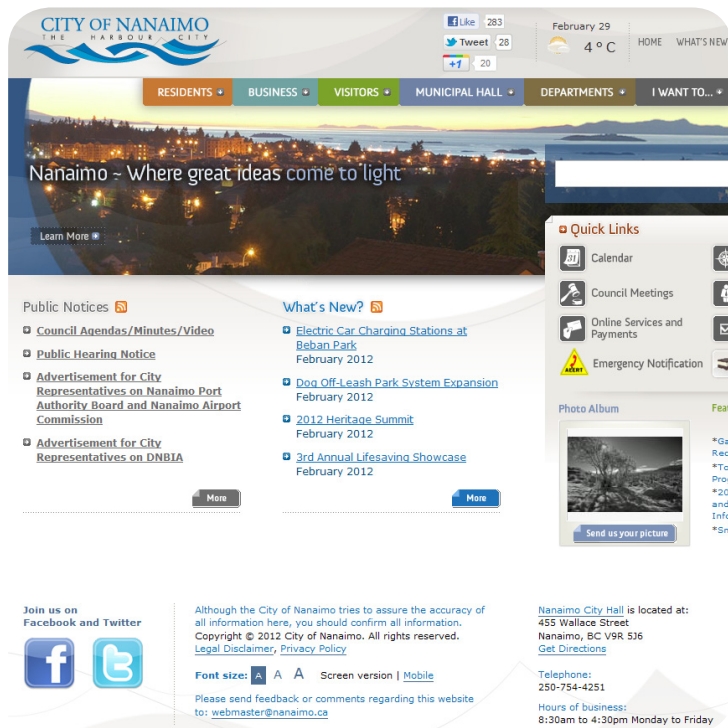 CITY OF NANAIMO
THE HARBOUR CITY
Like 283
Tweet 28
+1 20
February 29
4 ° C
HOME WHAT'S NEW
RESIDENTS BUSINESS VISITORS MUNICIPAL HALL DEPARTMENTS I WANT TO...
Nanaimo ~ Where great ideas come to light
Learn More
Quick Links
31 Calendar
Council Meetings
Online Services and
Payments
ALERT Emergency Notification
Public Notices
Council Agendas/Minutes/Video
Public Hearing Notice
Advertisement for City
Representatives on Nanaimo Port
Authority Board and Nanaimo Airport
Commission
Advertisement for City
Representatives on DNBIA
More
What's New?
Electric Car Charging Stations at
Beban Park
February 2012
Dog Off-Leash Park System Expansion
February 2012
2012 Heritage Summit
February 2012
3rd Annual Lifesaving Showcase
February 2012
More
Photo Album
Send us your picture
Join us on
Facebook and Twitter
Although the City of Nanaimo tries to assure the accuracy of
all information here, you should confirm all information.
Copyright © 2012 City of Nanaimo. All rights reserved.
Legal Disclaimer, Privacy Policy
Font size: A A A Screen version | Mobile
Please send feedback or comments regarding this website
to: webmaster@nanaimo.ca
Nanaimo City Hall is located at:
455 Wallace Street
Nanaimo, BC V9R 5J6
Get Directions
Telephone:
250-754-4251
Hours of business:
8:30am to 4:30pm Monday to Friday